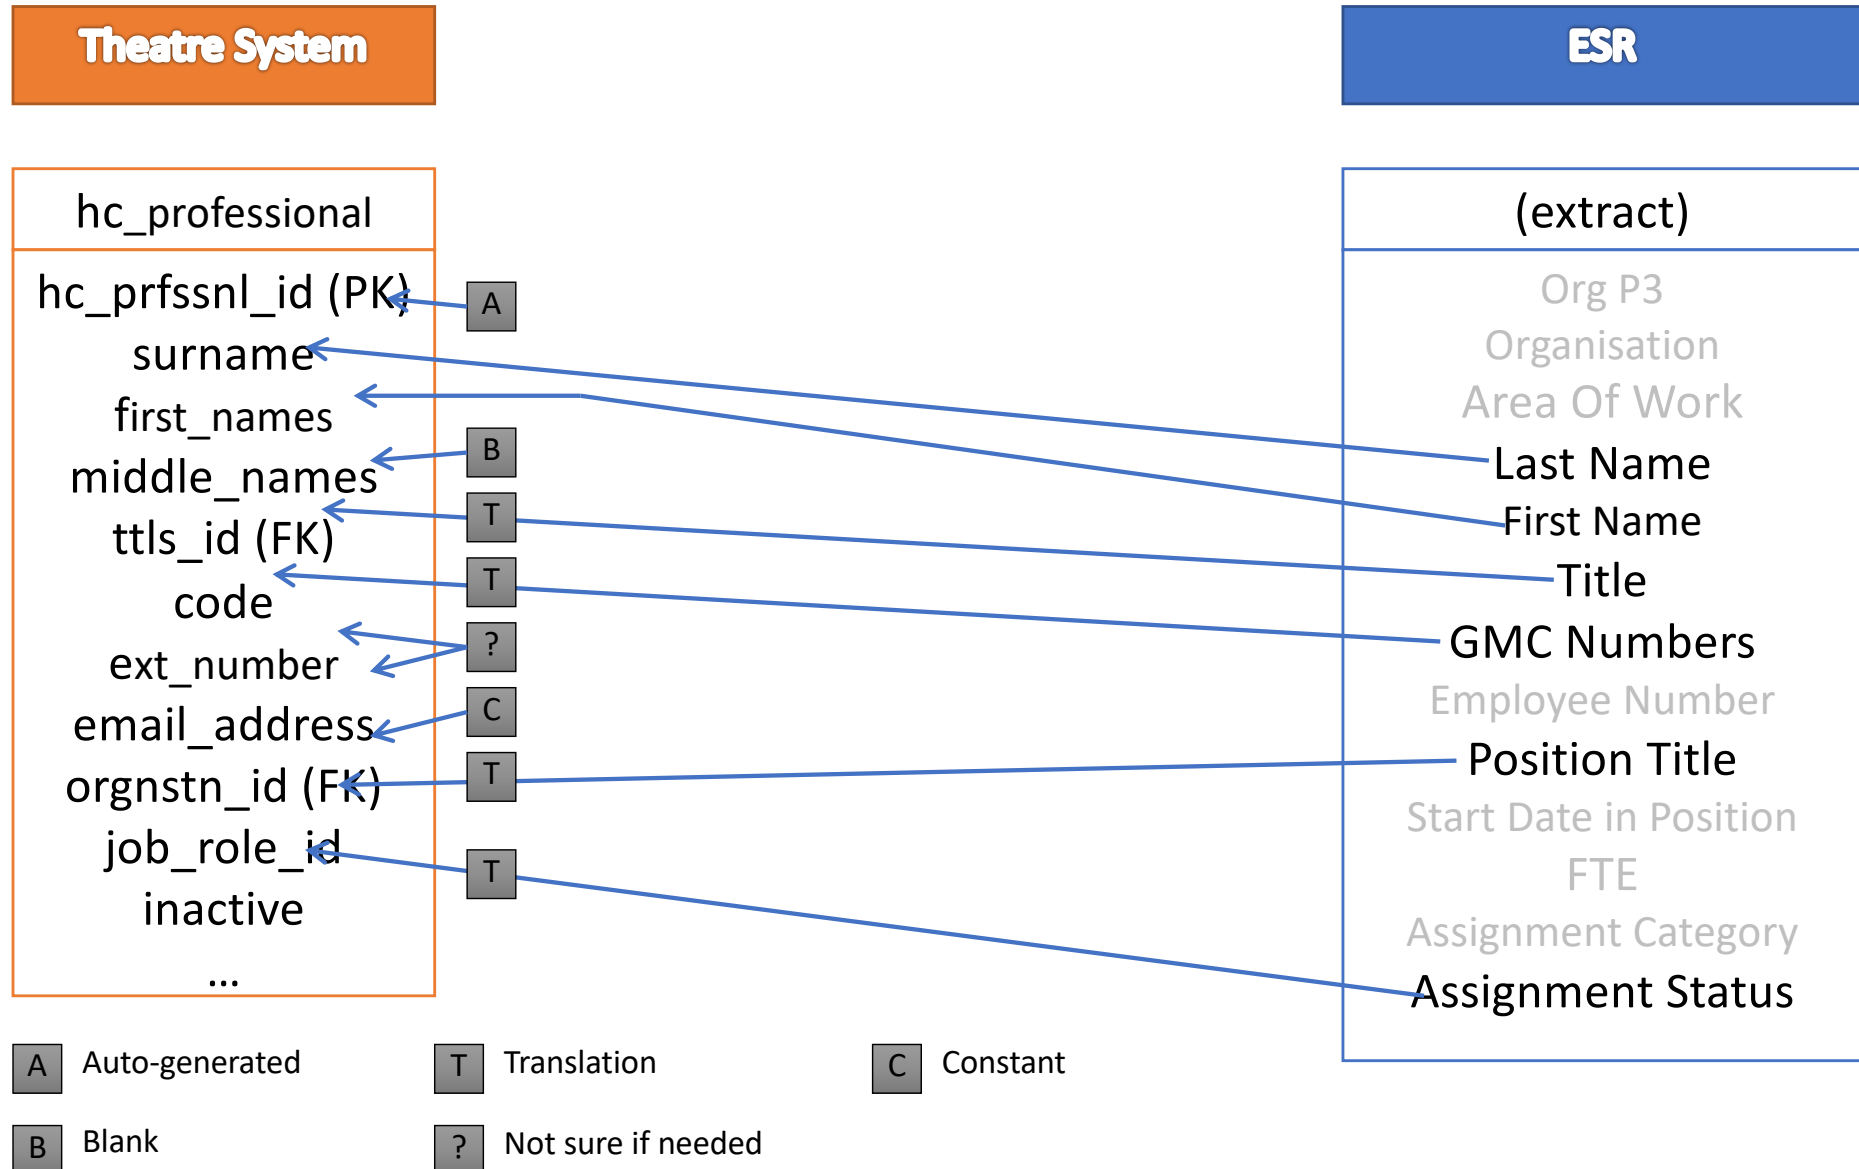 Theatre System
ESR
hc_professional
hc_prfssnl_id (PK)
surname
first_names
middle_names
ttls_id (FK)
code
ext_number
email_address
orgnstn_id (FK)
job_role_id
inactive
...
A
B
T
T
?
C
T
T
(extract)
Org P3
Organisation
Area Of Work
Last Name
First Name
Title
GMC Numbers
Employee Number
Position Title
Start Date in Position
FTE
Assignment Category
Assignment Status
A Auto-generated
T Translation
C Constant
B Blank
? Not sure if needed